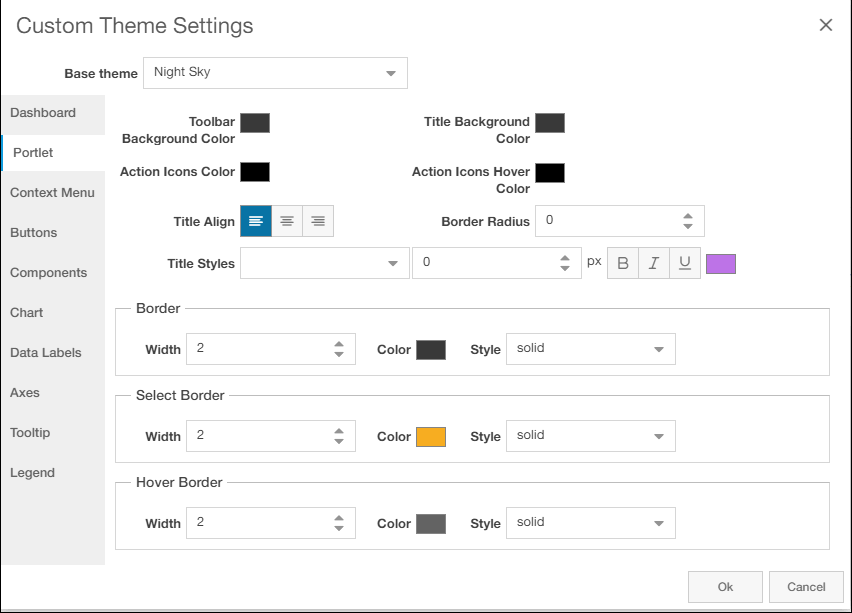 Custom Theme Settings
Base theme Night Sky
Dashboard
Portlet
Context Menu
Buttons
Components
Chart
Data Labels
Axes
Tooltip
Legend
Toolbar
Background Color
Title Background
Color
Action Icons Color
Action Icons Hover
Color
Title Align
Border Radius 0
Title Styles 0 px B I U
Border
Width 2 Color Style solid
Select Border
Width 2 Color Style solid
Hover Border
Width 2 Color Style solid
Ok Cancel